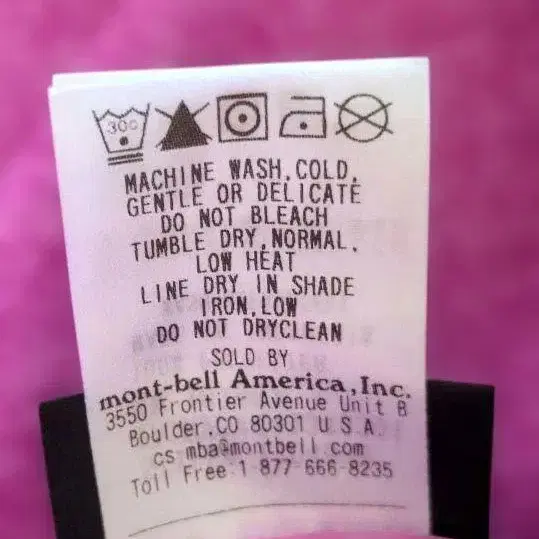 30c
MACHINE WASH, COLD,
GENTLE OR DELICATE
DO NOT BLEACH
TUMBLE DRY, NORMAL.
LOW HEAT
LINE DRY IN SHADE
IRON, LOW
DO NOT DRYCLEAN
SOLD BY
mont-bell America, Inc.
3550 Frontier Avenue Unit B
Boulder, CO 80301 U S A.
cs mba@montbell com
Toll Free 1 877 666 8235